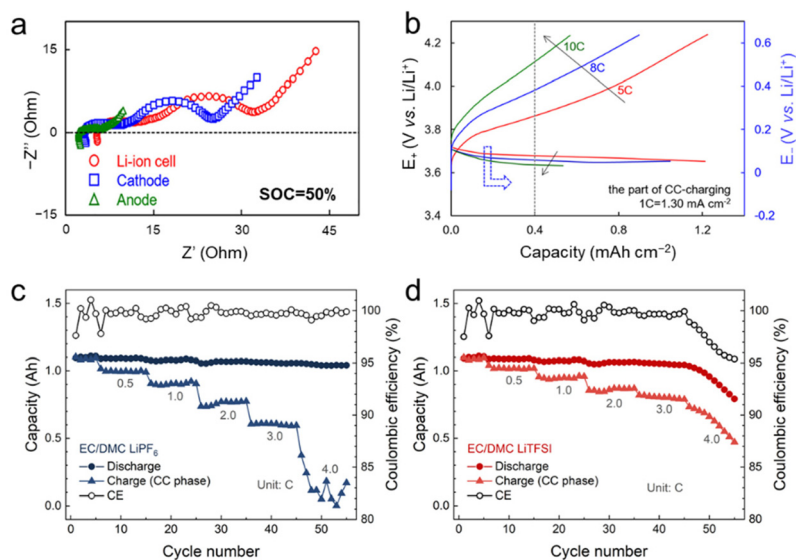 a
15
0
−15
−Z'' (Ohm)
Li-ion cell
Cathode
Anode
SOC=50%
0 15 30 45
Z' (Ohm)
b
4.2
4.0
3.8
3.6
3.4
E₊ (V vs. Li/Li⁺)
10C
8C
5C
0.6
0.4
0.2
0
-0.2
E₋ (V vs. Li/Li⁺)
the part of CC-charging
1C=1.30 mA cm⁻²
0.0 0.4 0.8 1.2
Capacity (mAh cm⁻²)
c
1.5
1.0
0.5
0.0
Capacity (Ah)
0.5
1.0
2.0
3.0
4.0
EC/DMC LiPF₆
Discharge
Charge (CC phase)
CE
Unit: C
100
95
90
85
80
Coulombic efficiency (%)
0 10 20 30 40 50
Cycle number
d
1.5
1.0
0.5
0.0
Capacity (Ah)
0.5
1.0
2.0
3.0
4.0
EC/DMC LiTFSI
Discharge
Charge (CC phase)
CE
Unit: C
100
95
90
85
80
Coulombic efficiency (%)
0 10 20 30 40 50
Cycle number